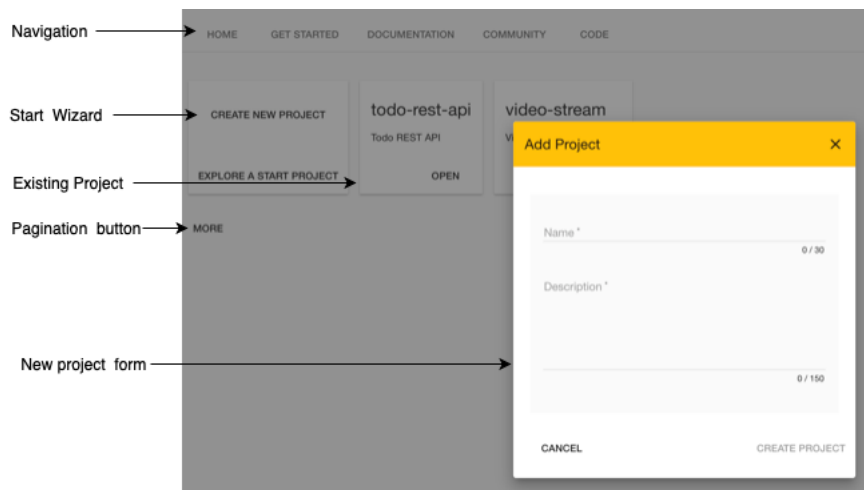 Navigation
HOME GET STARTED DOCUMENTATION COMMUNITY CODE
Start Wizard
CREATE NEW PROJECT
todo-rest-api
video-stream
Todo REST API
Existing Project
EXPLORE A START PROJECT
OPEN
Pagination button
MORE
New project form
Add Project
Name *
0 / 30
Description *
0 / 150
CANCEL
CREATE PROJECT